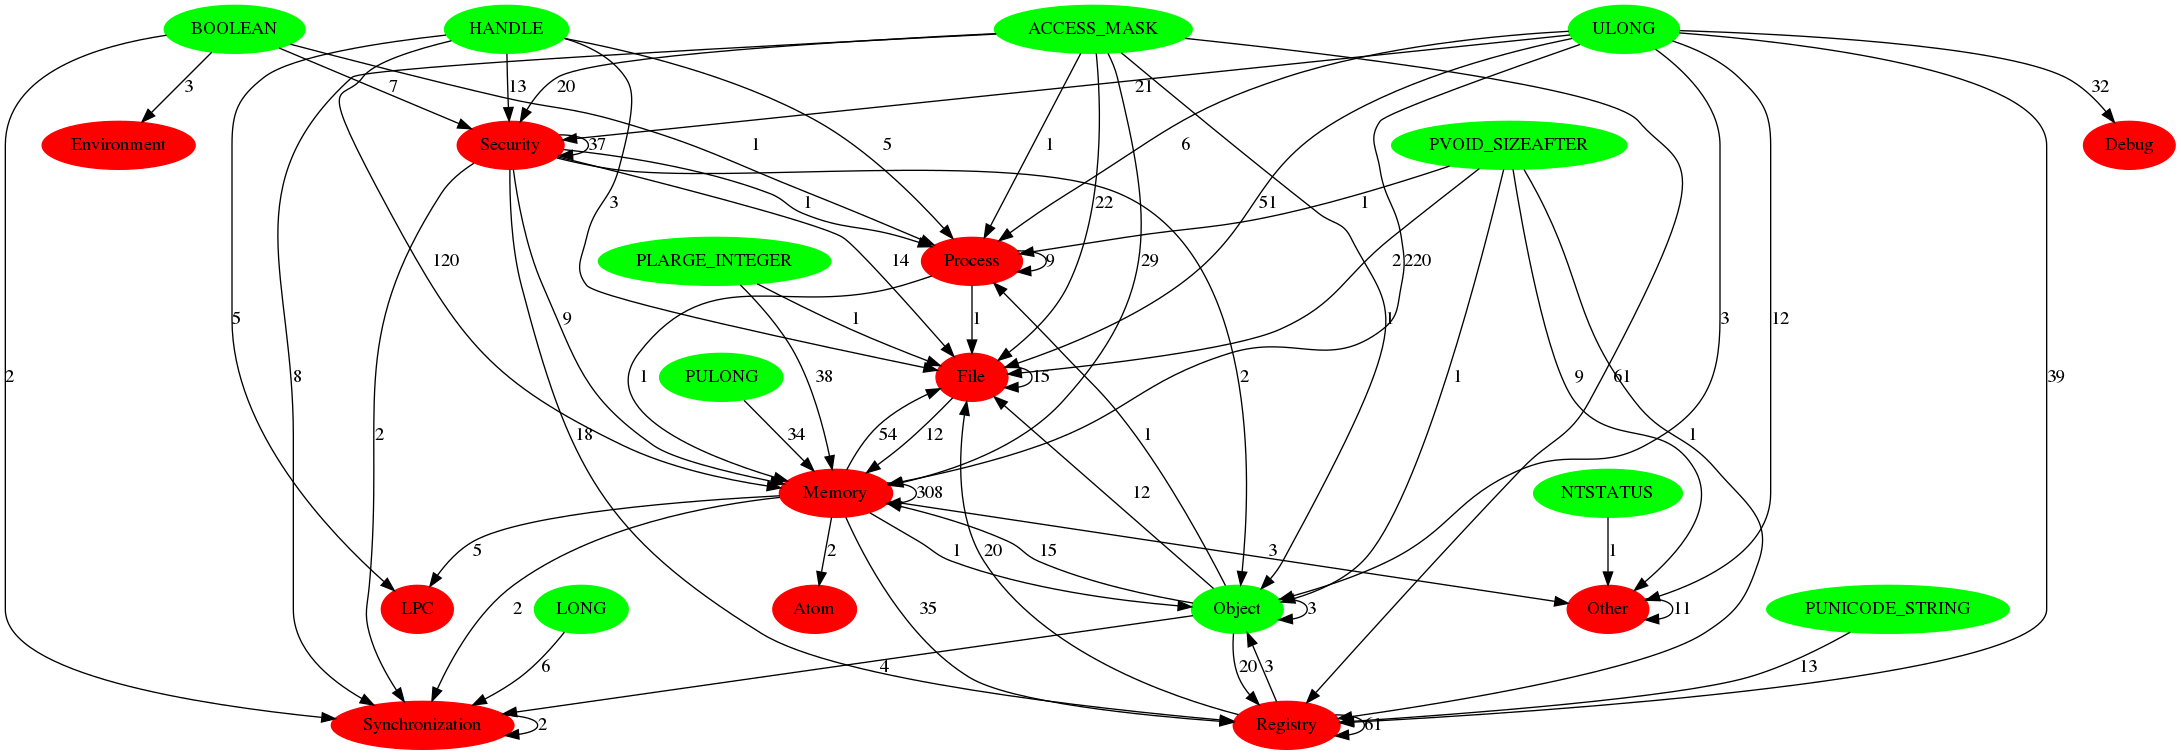 BOOLEAN HANDLE ACCESS_MASK ULONG
3 7 13 20 21 32
Environment Security 37 1 5 1 6 PVOID_SIZEAFTER Debug
3 1 22 51 1
PLARGE_INTEGER 120 14 Process 9 29 2 220
5 9 1 1 1 3 12
2 8 1 PULONG 38 File 15 2 1 9 61 39
2 18 34 54 12 1 1
Memory 308 12 NTSTATUS
5 2 1 20 15 3 1
LPC 2 LONG Atom 35 Object 3 Other 11 PUNICODE_STRING
6 4 20 3 13
Synchronization 2 Registry 61